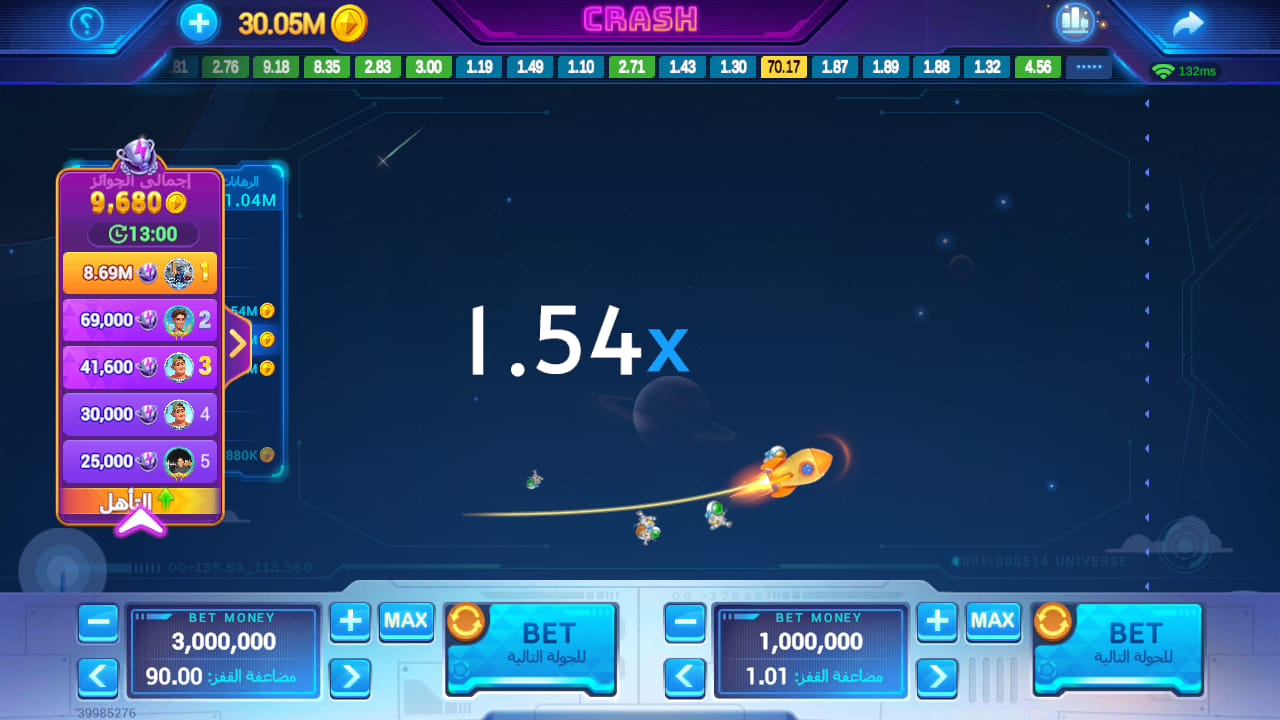 30.05M
CRASH
.81 2.76 9.18 8.35 2.83 3.00 1.19 1.49 1.10 2.71 1.43 1.30 70.17 1.87 1.89 1.88 1.32 4.56 .....
132ms
إجمالي الجوائز
9,680
13:00
8.69M 1
69,000 2
41,600 3
30,000 4
25,000 5
التأهل
الرهانات
1.04M
54M
M
M
880K
1.54x
001-000514 UNIVERSE
BET MONEY
3,000,000
مضاعفة القفز: 90.00
MAX
BET
للجولة التالية
BET MONEY
1,000,000
مضاعفة القفز: 1.01
MAX
BET
للجولة التالية
39985276